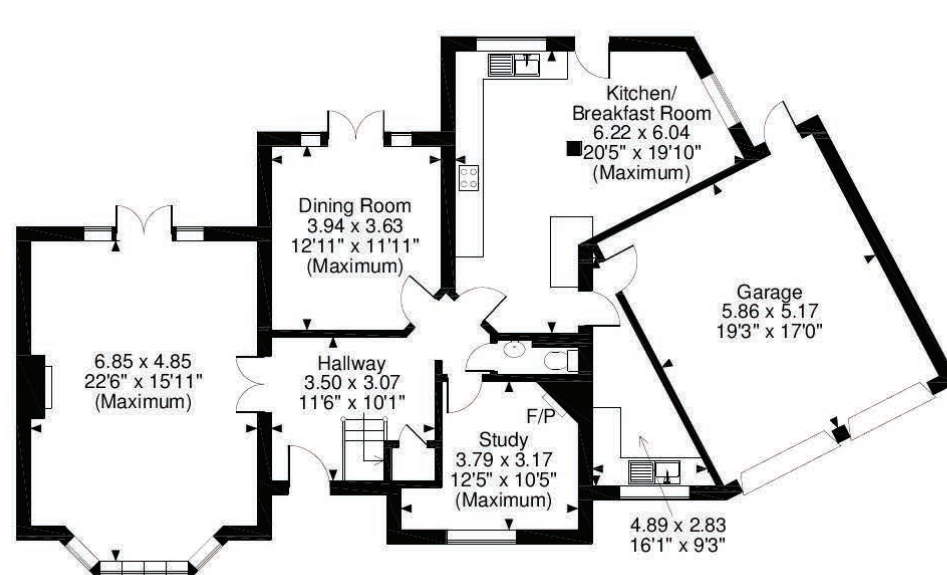 Kitchen/
Breakfast Room
6.22 x 6.04
20'5" x 19'10"
(Maximum)
Dining Room
3.94 x 3.63
12'11" x 11'11"
(Maximum)
Garage
5.86 x 5.17
19'3" x 17'0"
6.85 x 4.85
22'6" x 15'11"
(Maximum)
Hallway
3.50 x 3.07
11'6" x 10'1"
F/P
Study
3.79 x 3.17
12'5" x 10'5"
(Maximum)
4.89 x 2.83
16'1" x 9'3"